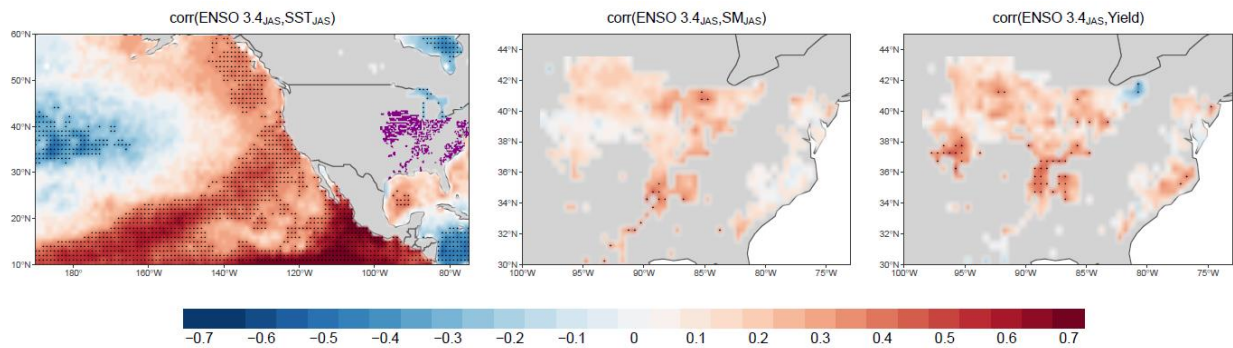 corr(ENSO 3.4JAS,SSTJAS)
corr(ENSO 3.4JAS,SMJAS)
corr(ENSO 3.4JAS,Yield)
60°N
50°N
40°N
30°N
20°N
10°N
180°W 160°W 140°W 120°W 100°W 80°W
44°N
42°N
40°N
38°N
36°N
34°N
32°N
30°N
100°W 95°W 90°W 85°W 80°W 75°W
44°N
42°N
40°N
38°N
36°N
34°N
32°N
30°N
100°W 95°W 90°W 85°W 80°W 75°W
−0.7 −0.6 −0.5 −0.4 −0.3 −0.2 −0.1 0 0.1 0.2 0.3 0.4 0.5 0.6 0.7